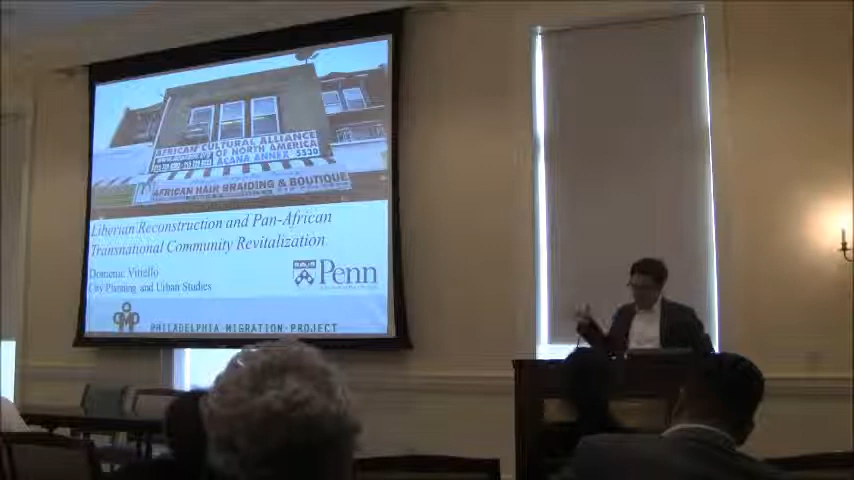 AFRICAN CULTURAL ALLIANCE
OF NORTH AMERICA
ACANA ANNEX 5530
AFRICAN HAIR BRAIDING & BOUTIQUE
Liberian Reconstruction and Pan-African
Transnational Community Revitalization
Domenic Vitiello
City Planning and Urban Studies
Penn
PHILADELPHIA MIGRATION PROJECT